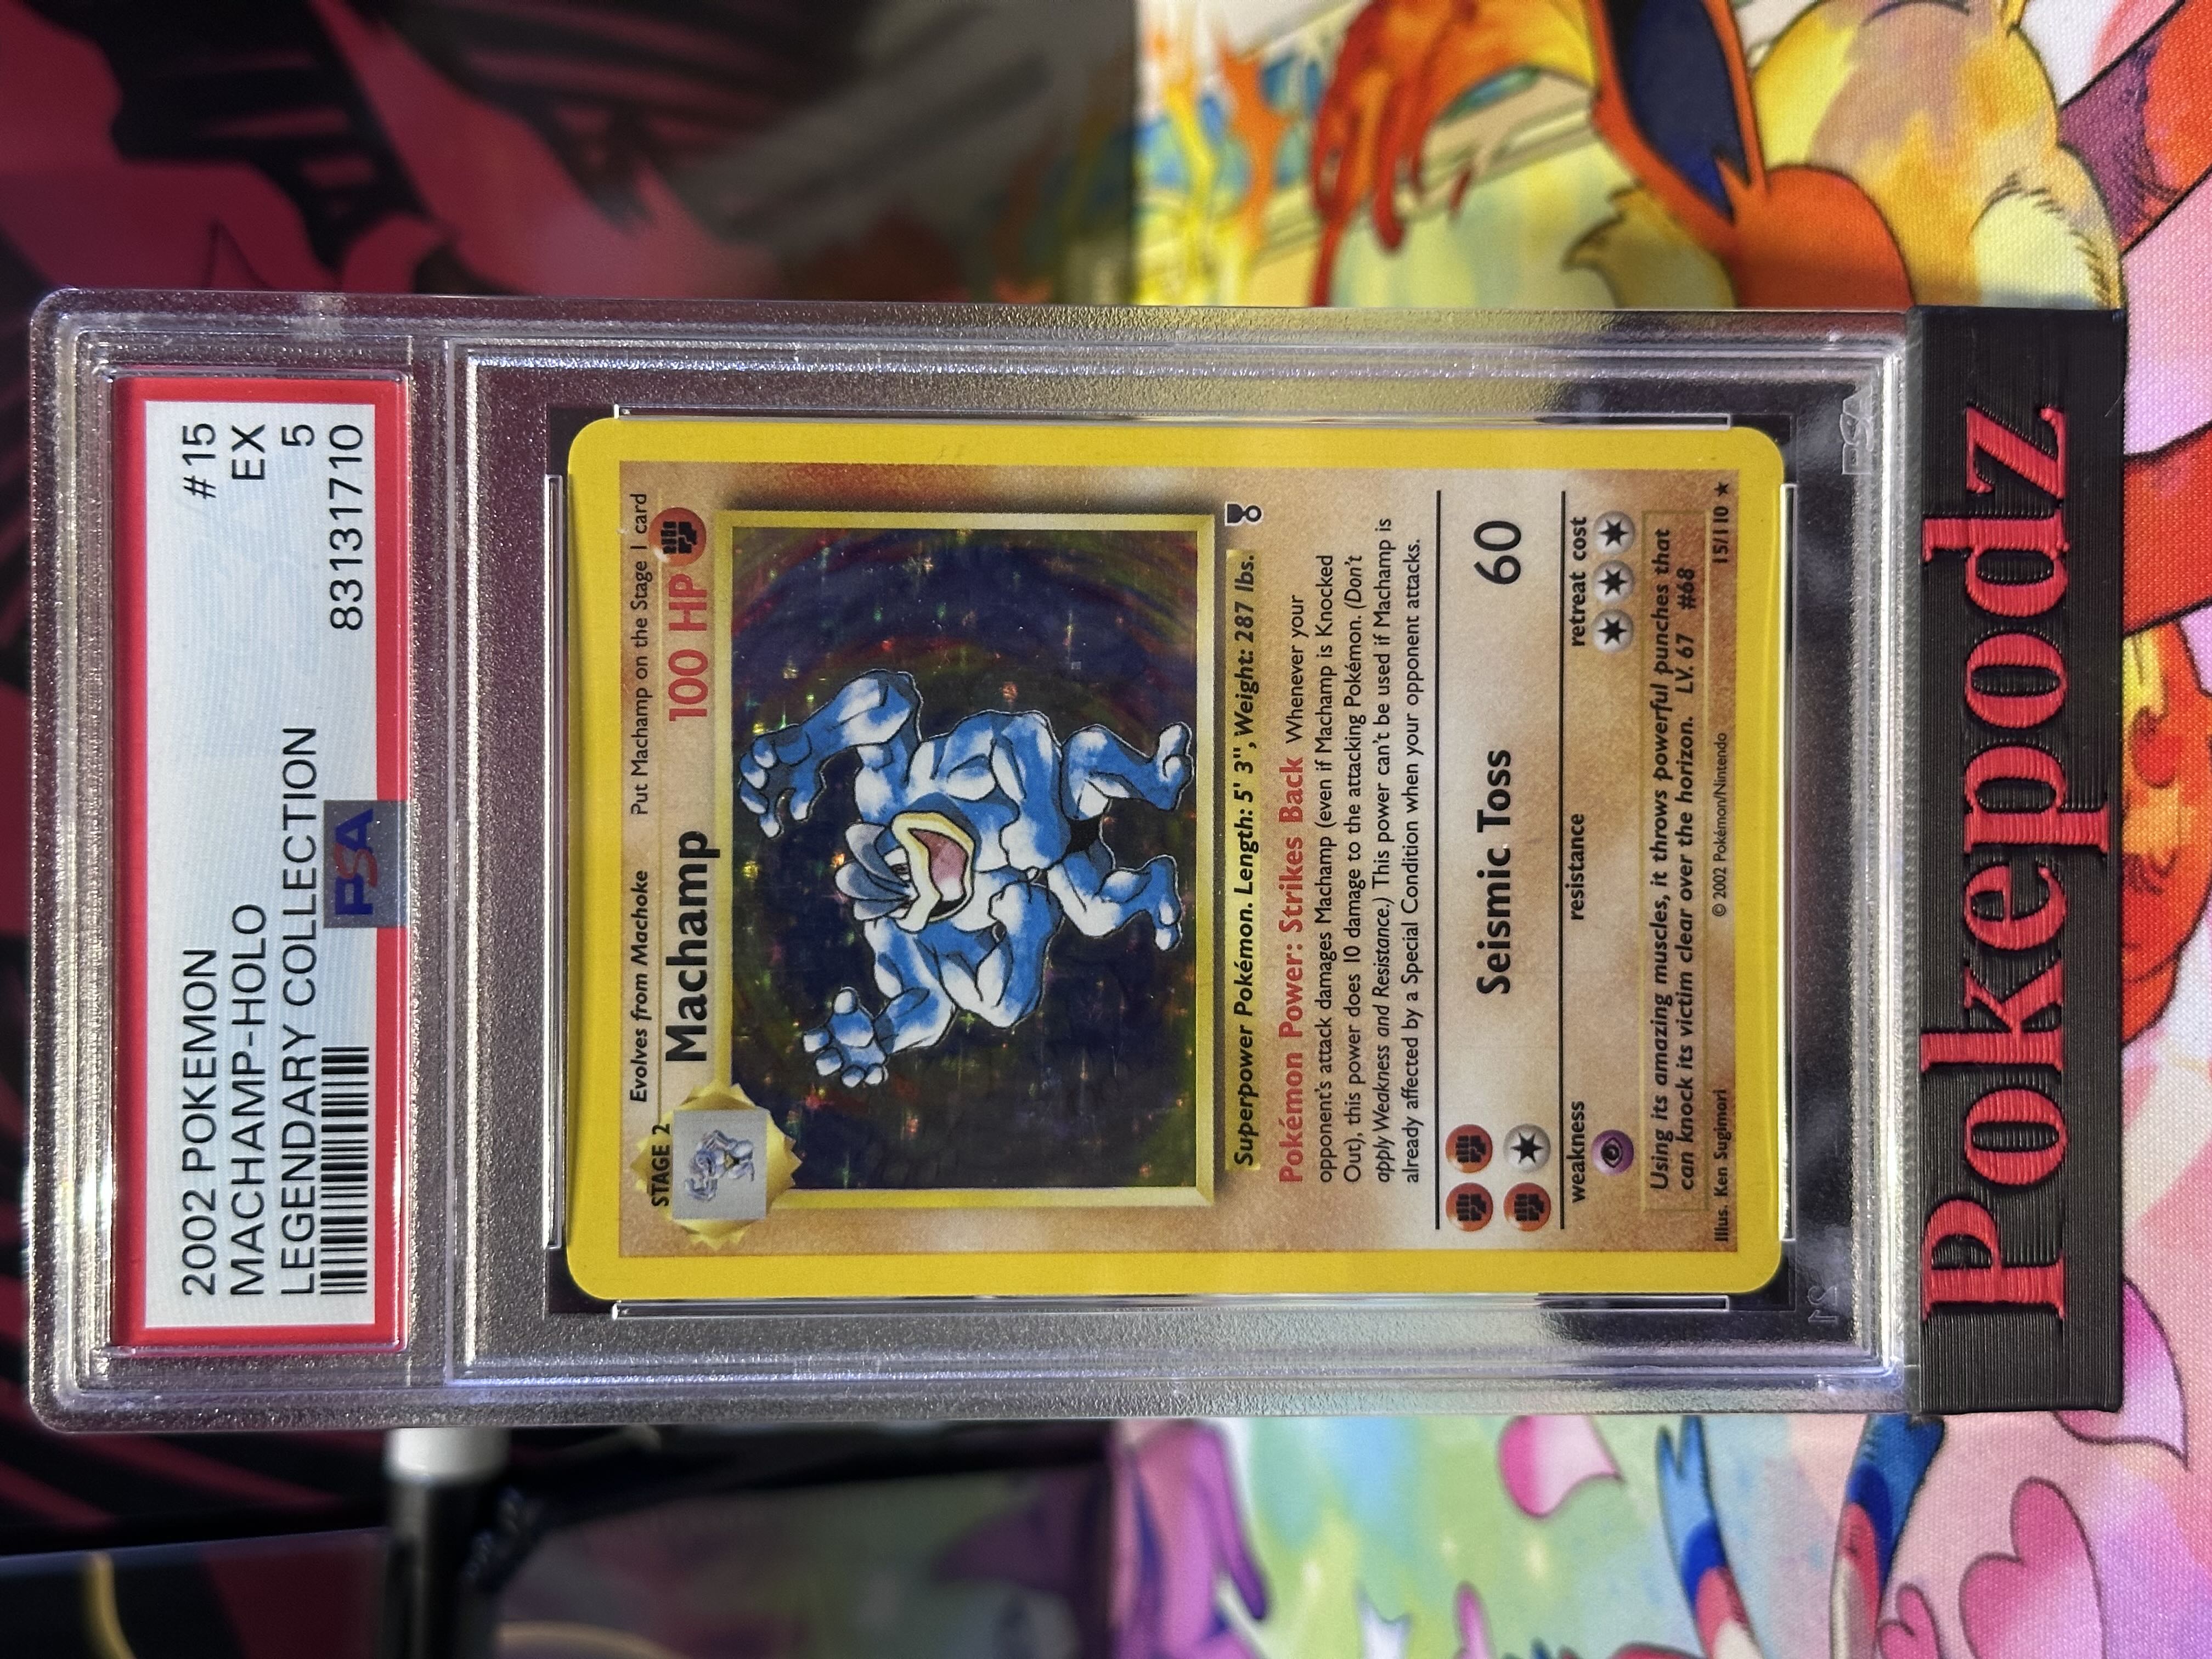 2002 POKEMON #15
MACHAMP-HOLO EX
LEGENDARY COLLECTION 5
PSA 83131710
STAGE 2 Evolves from Machoke Put Machamp on the Stage 1 card
Machamp 100 HP
Superpower Pokémon. Length: 5' 3", Weight: 287 lbs.
Pokémon Power: Strikes Back Whenever your
opponent's attack damages Machamp (even if Machamp is Knocked
Out), this power does 10 damage to the attacking Pokémon. (Don't
apply Weakness and Resistance.) This power can't be used if Machamp is
already affected by a Special Condition when your opponent attacks.
Seismic Toss 60
weakness resistance retreat cost
Using its amazing muscles, it throws powerful punches that
can knock its victim clear over the horizon. LV. 67 #68
Illus. Ken Sugimori © 2002 Pokémon/Nintendo 15/110
PSA
Pokepodz